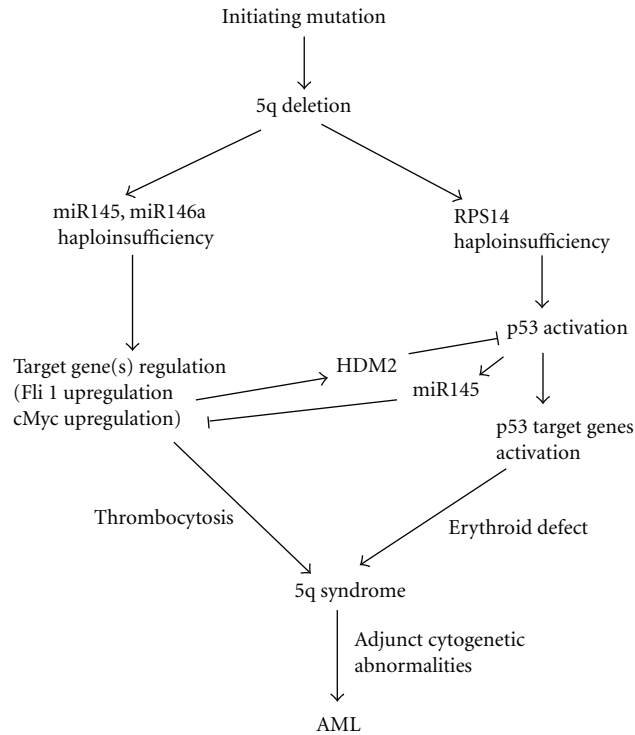 Initiating mutation
5q deletion
miR145, miR146a
haploinsufficiency
RPS14
haploinsufficiency
p53 activation
Target gene(s) regulation
(Fli 1 upregulation
cMyc upregulation)
HDM2
miR145
p53 target genes
activation
Thrombocytosis
Erythroid defect
5q syndrome
Adjunct cytogenetic
abnormalities
AML